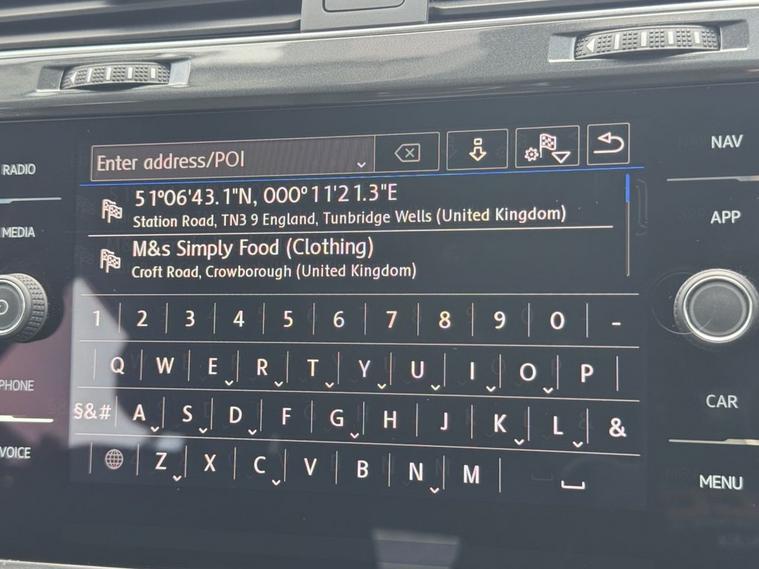 Enter address/POI
51°06'43.1"N, 000°11'21.3"E
Station Road, TN3 9 England, Tunbridge Wells (United Kingdom)
M&s Simply Food (Clothing)
Croft Road, Crowborough (United Kingdom)
1 2 3 4 5 6 7 8 9 0 -
Q W E R T Y U I O P
§&# A S D F G H J K L &
Z X C V B N M
RADIO
MEDIA
PHONE
VOICE
NAV
APP
CAR
MENU